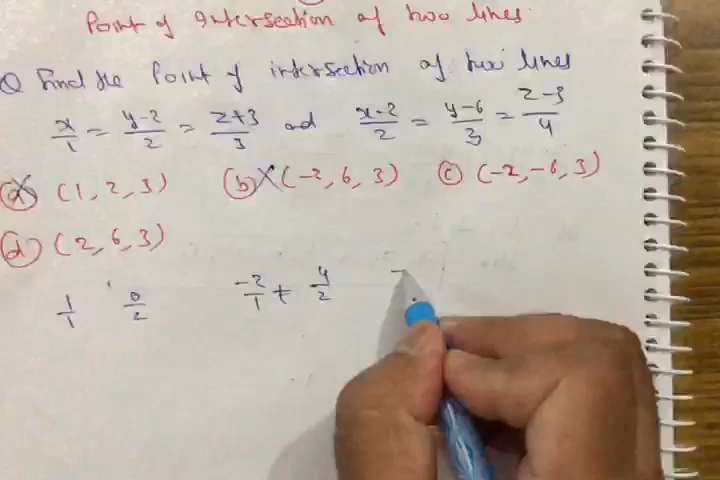 Point of Intersection of two lines.
Q Find the Point of intersection of two lines
x/1 = y-2/2 = z+3/3 and x-2/2 = y-6/3 = z-3/4
(a) (1, 2, 3) (b) (-2, 6, 3) (c) (-2, -6, 3)
(d) (2, 6, 3)
1/1 0/2 -2/1 ≠ 4/2 -